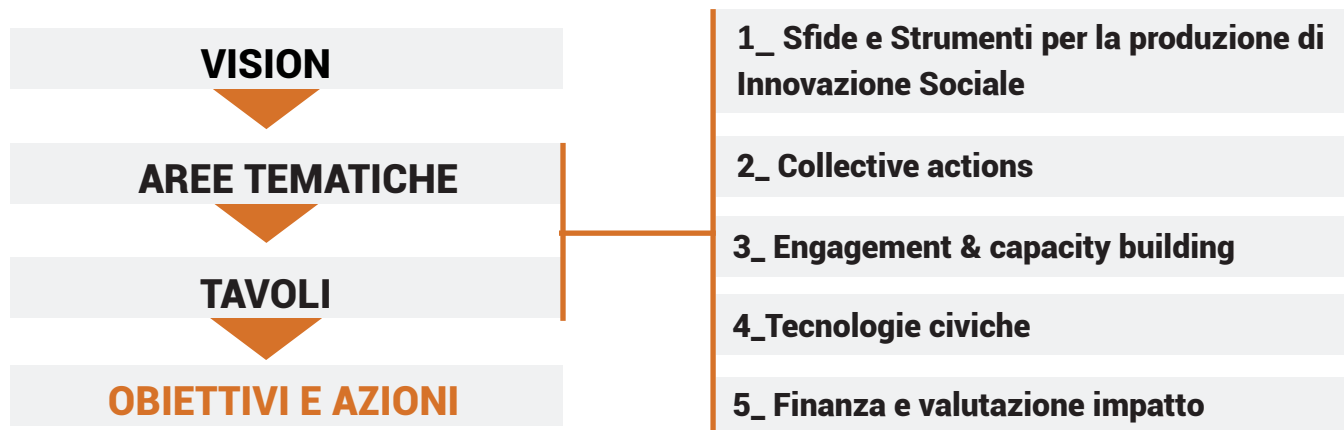 VISION
AREE TEMATICHE
TAVOLI
OBIETTIVI E AZIONI
1_ Sfide e Strumenti per la produzione di
Innovazione Sociale
2_ Collective actions
3_ Engagement & capacity building
4_Tecnologie civiche
5_ Finanza e valutazione impatto